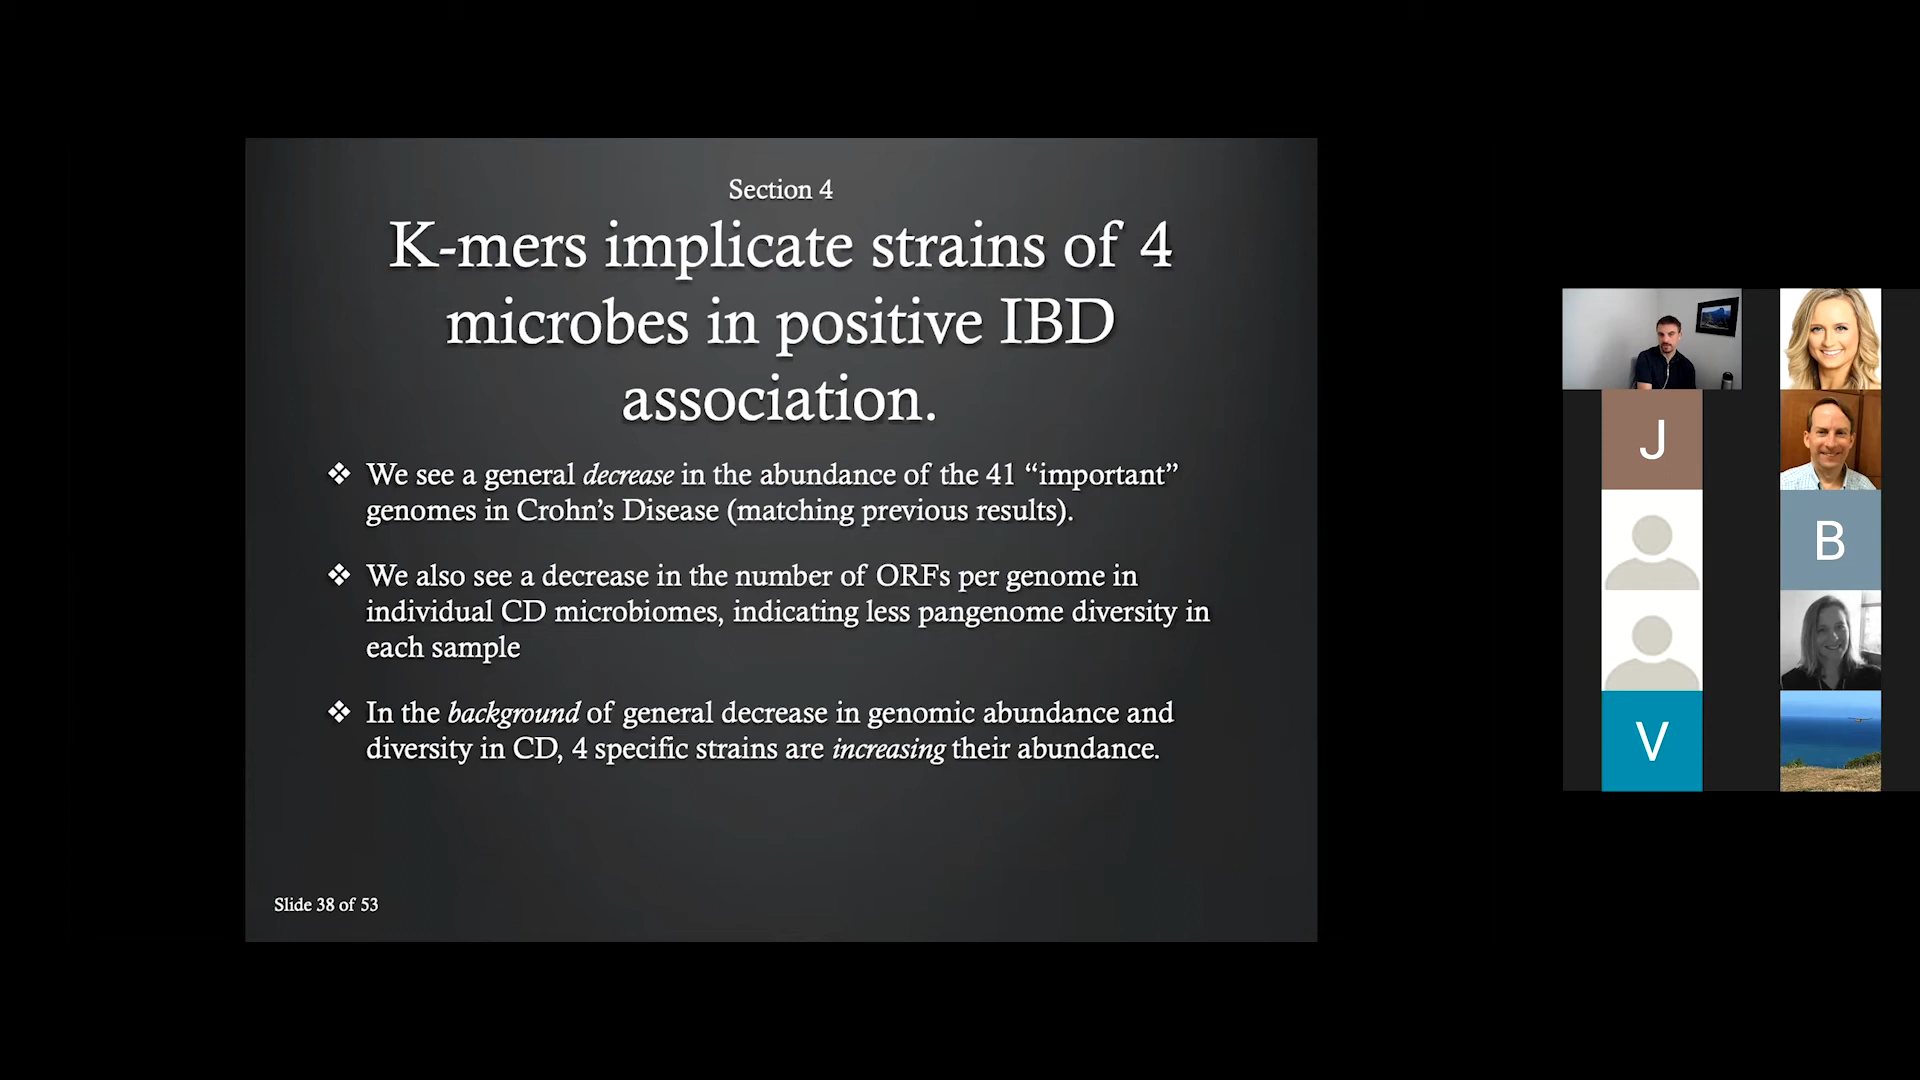 Section 4
K-mers implicate strains of 4
microbes in positive IBD
association.
❖ We see a general decrease in the abundance of the 41 “important”
genomes in Crohn’s Disease (matching previous results).
❖ We also see a decrease in the number of ORFs per genome in
individual CD microbiomes, indicating less pangenome diversity in
each sample
❖ In the background of general decrease in genomic abundance and
diversity in CD, 4 specific strains are increasing their abundance.
Slide 38 of 53
J
B
V